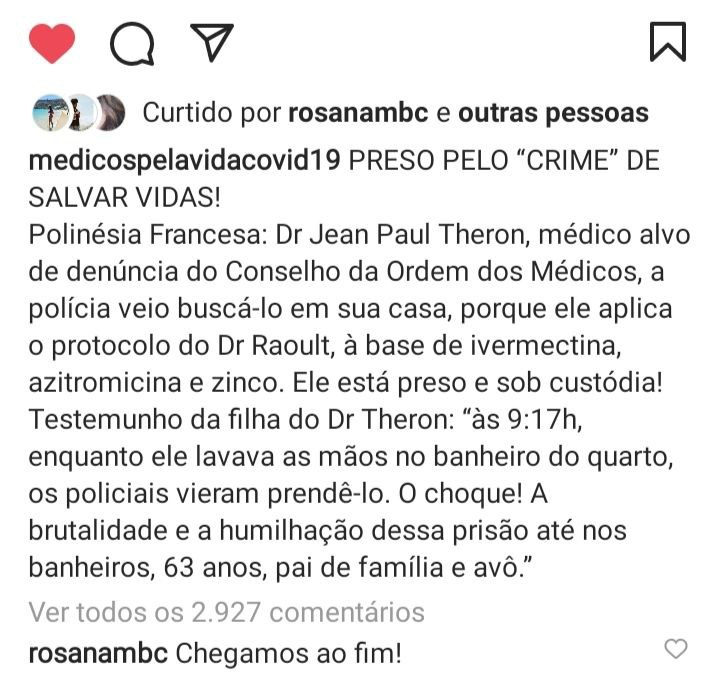 Curtido por rosanambc e outras pessoas
medicospelavidacovid19 PRESO PELO “CRIME” DE
SALVAR VIDAS!
Polinésia Francesa: Dr Jean Paul Theron, médico alvo
de denúncia do Conselho da Ordem dos Médicos, a
polícia veio buscá-lo em sua casa, porque ele aplica
o protocolo do Dr Raoult, à base de ivermectina,
azitromicina e zinco. Ele está preso e sob custódia!
Testemunho da filha do Dr Theron: “às 9:17h,
enquanto ele lavava as mãos no banheiro do quarto,
os policiais vieram prendê-lo. O choque! A
brutalidade e a humilhação dessa prisão até nos
banheiros, 63 anos, pai de família e avô.”
Ver todos os 2.927 comentários
rosanambc Chegamos ao fim!